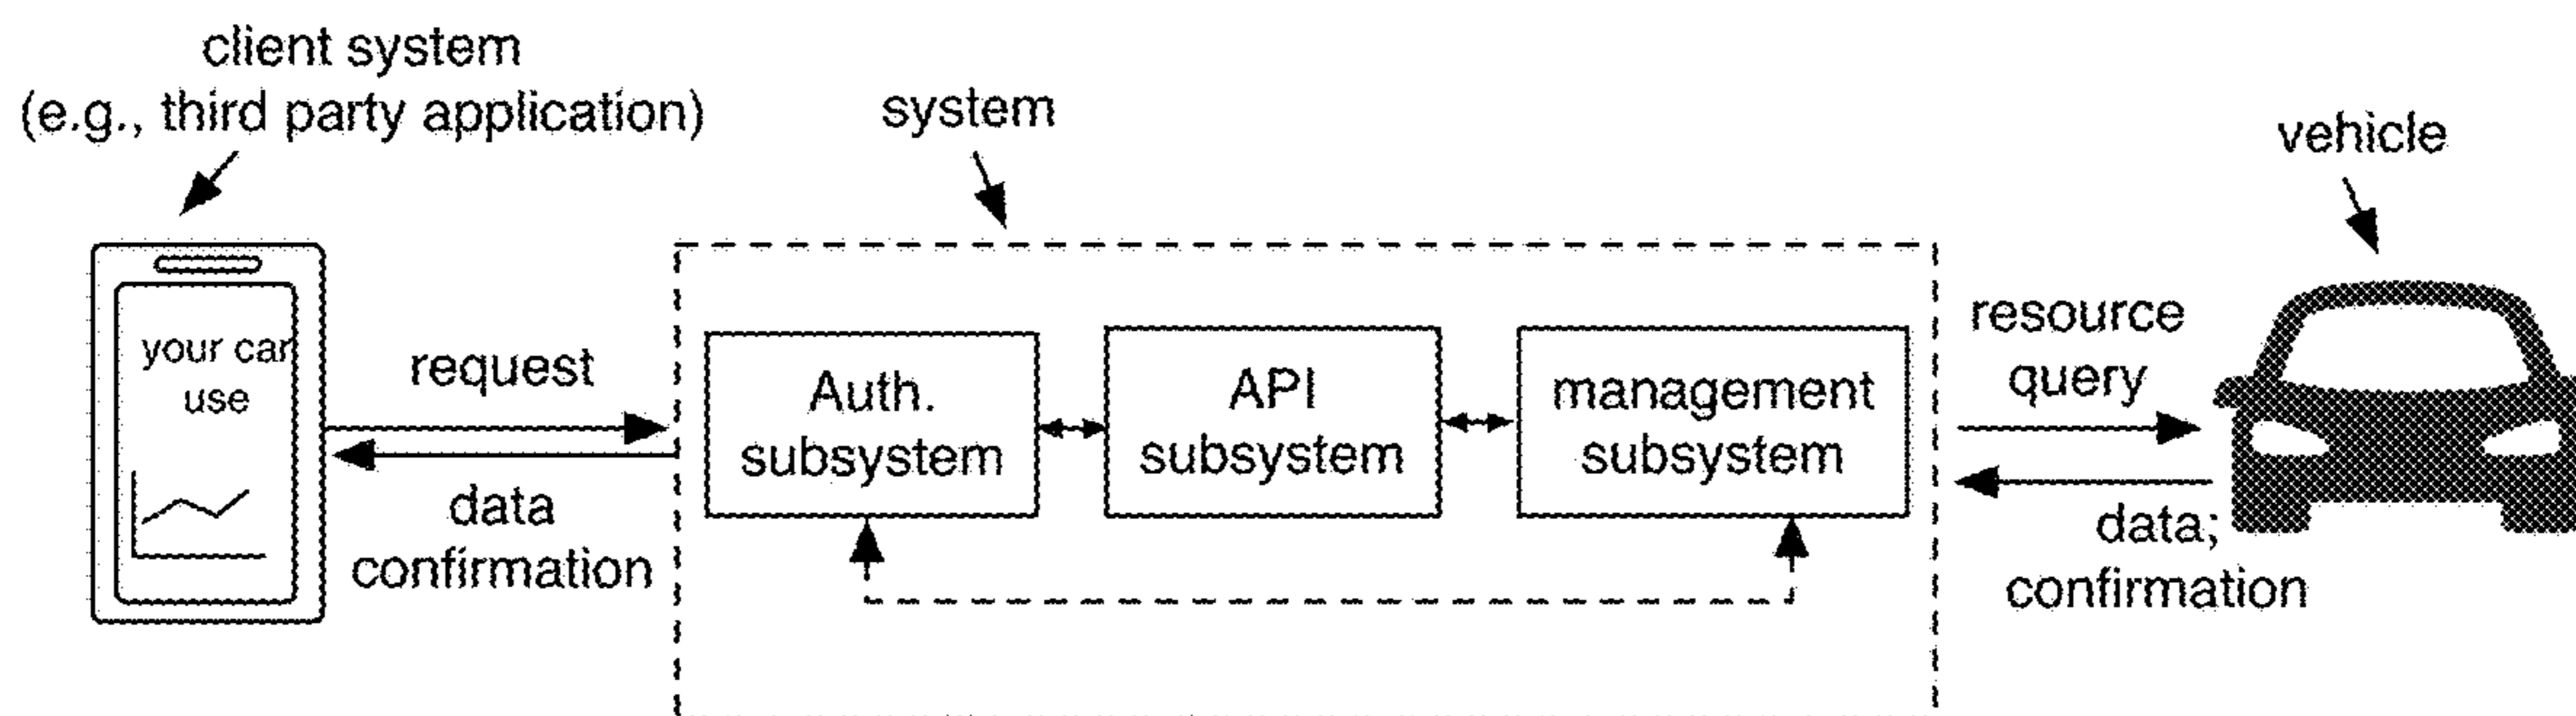 client system
(e.g., third party application)
system
vehicle
your car
use
request
data
confirmation
Auth.
subsystem
API
subsystem
management
subsystem
resource
query
data;
confirmation